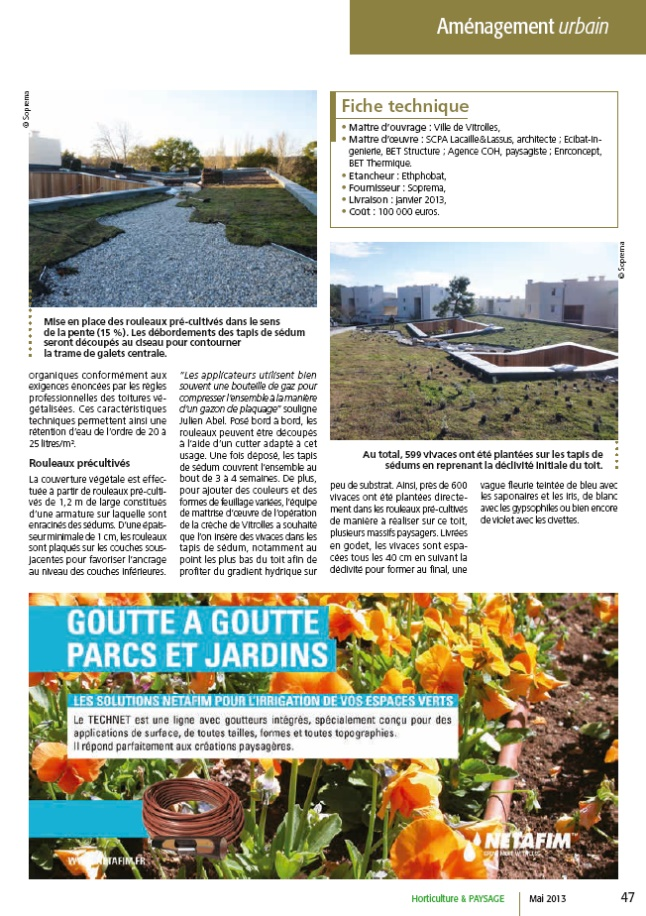 Aménagement urbain
© Soprema
Mise en place des rouleaux pré-cultivés dans le sens
de la pente (15 %). Les débordements des tapis de sédum
seront découpés au ciseau pour contourner
la trame de galets centrale.
Fiche technique
• Maître d'ouvrage : Ville de Vitrolles,
• Maître d'œuvre : SCPA Lacaille&Lassus, architecte ; Ecibat-In-
genierie, BET Structure ; Agence COH, paysagiste ; Enrconcept,
BET Thermique.
• Etancheur : Ethphobat,
• Fournisseur : Soprema,
• Livraison : janvier 2013,
• Coût : 100 000 euros.
© Soprema
Au total, 599 vivaces ont été plantées sur les tapis de
sédums en reprenant la déclivité initiale du toit.
organiques conformément aux
exigences énoncées par les règles
professionnelles des toitures vé-
gétalisées. Ces caractéristiques
techniques permettent ainsi une
rétention d'eau de l'ordre de 20 à
25 litres/m².
Rouleaux précultivés
La couverture végétale est effec-
tuée à partir de rouleaux pré-culti-
vés de 1,2 m de large constitués
d'une armature sur laquelle sont
enracinés des sédums. D'une épais-
seur minimale de 1 cm, les rouleaux
sont plaqués sur les couches sous-
jacentes pour favoriser l'ancrage
au niveau des couches inférieures.
"Les applicateurs utilisent bien
souvent une bouteille de gaz pour
compresser l'ensemble à la manière
d'un gazon de plaquage" souligne
Julien Abel. Posé bord à bord, les
rouleaux peuvent être découpés
à l'aide d'un cutter adapté à cet
usage. Une fois déposé, les tapis
de sédum couvrent l'ensemble au
bout de 3 à 4 semaines. De plus,
pour ajouter des couleurs et des
formes de feuillage variées, l'équipe
de maîtrise d'œuvre de l'opération
de la crèche de Vitrolles a souhaité
que l'on insère des vivaces dans les
tapis de sédum, notamment au
point les plus bas du toit afin de
profiter du gradient hydrique sur
peu de substrat. Ainsi, près de 600
vivaces ont été plantées directe-
ment dans les rouleaux pré-cultivés
de manière à réaliser sur ce toit,
plusieurs massifs paysagers. Livrées
en godet, les vivaces sont espa-
cées tous les 40 cm en suivant la
déclivité pour former au final, une
vague fleurie teintée de bleu avec
les saponaires et les iris, de blanc
avec les gypsophiles ou bien encore
de violet avec les civettes.
GOUTTE A GOUTTE
PARCS ET JARDINS
LES SOLUTIONS NETAFIM POUR L'IRRIGATION DE VOS ESPACES VERTS
Le TECHNET est une ligne avec goutteurs intégrés, spécialement conçu pour des
applications de surface, de toutes tailles, formes et toutes topographies.
Il répond parfaitement aux créations paysagères.
WWW.NETAFIM.FR
NETAFIM™
Horticulture & PAYSAGE
Mai 2013
47